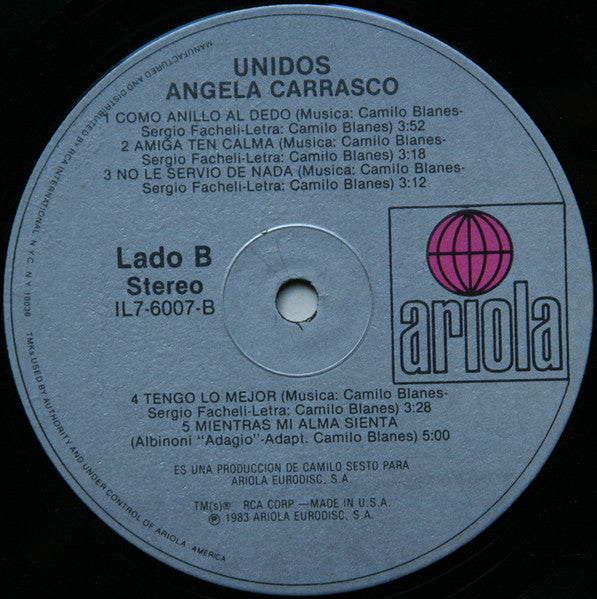 UNIDOS
ANGELA CARRASCO
1 COMO ANILLO AL DEDO (Musica: Camilo Blanes-
Sergio Facheli-Letra: Camilo Blanes) 3:52
2 AMIGA TEN CALMA (Musica: Camilo Blanes-
Sergio Facheli-Letra: Camilo Blanes) 3:18
3 NO LE SERVIO DE NADA (Musica: Camilo Blanes-
Sergio Facheli-Letra: Camilo Blanes) 3:12
Lado B
Stereo
IL7-6007-B
ariola
4 TENGO LO MEJOR (Musica: Camilo Blanes-
Sergio Facheli-Letra: Camilo Blanes) 3:28
5 MIENTRAS MI ALMA SIENTA
(Albinoni "Adagio"-Adapt. Camilo Blanes) 5:00
ES UNA PRODUCCION DE CAMILO SESTO PARA
ARIOLA EURODISC, S.A.
TM(s)® RCA CORP.—MADE IN U.S.A.
℗ 1983 ARIOLA EURODISC, S.A.
MANUFACTURED AND DISTRIBUTED BY RCA INTERNATIONAL N Y C, N Y 10036 TMKs USED BY AUTHORITY AND UNDER CONTROL OF ARIOLA AMERICA